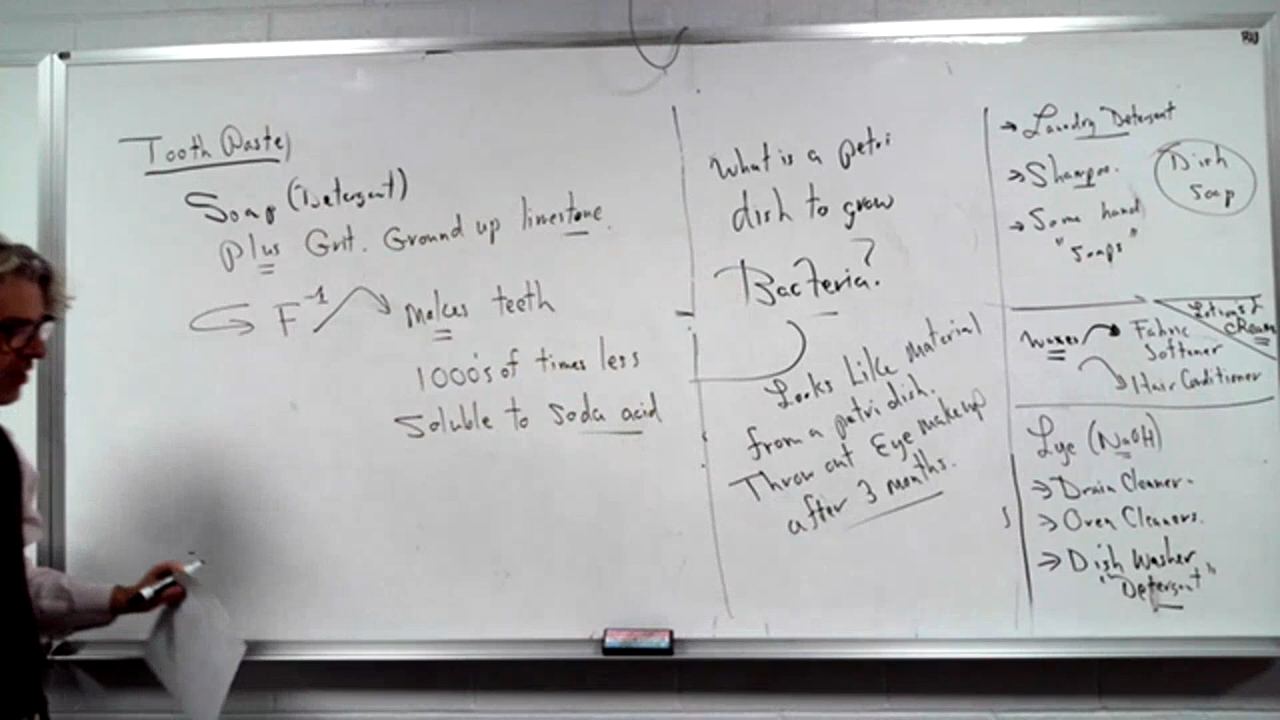 Tooth Paste
Soap (Detergent)
plus Grit. Ground up limestone.
F⁻¹ Makes teeth
1000's of times less
Soluble to soda acid
What is a petri
dish to grow
Bacteria?
Looks Like material
from a petri dish.
Throw out Eye makeup
after 3 months.
→ Laundry Detergent
→ Shampoo.
→ Some hand
"Soaps"
Dish
Soap
Lotions &
cReams
Waxes → Fabric
Softener
Hair Conditioner
Lye (NaOH)
→ Drain Cleaner.
→ Oven Cleaners.
→ Dish Washer
"Detergent"